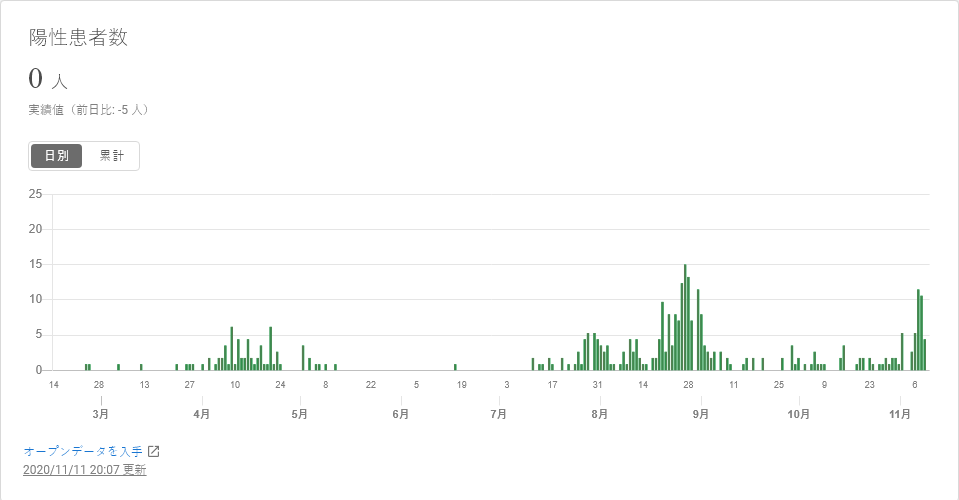 陽性患者数
0 人
実績値（前日比: -5 人）
日別 累計
25
20
15
10
5
0
14 28 13 27 10 24 8 22 5 19 3 17 31 14 28 11 25 9 23 6
3月 4月 5月 6月 7月 8月 9月 10月 11月
オープンデータを入手
2020/11/11 20:07 更新